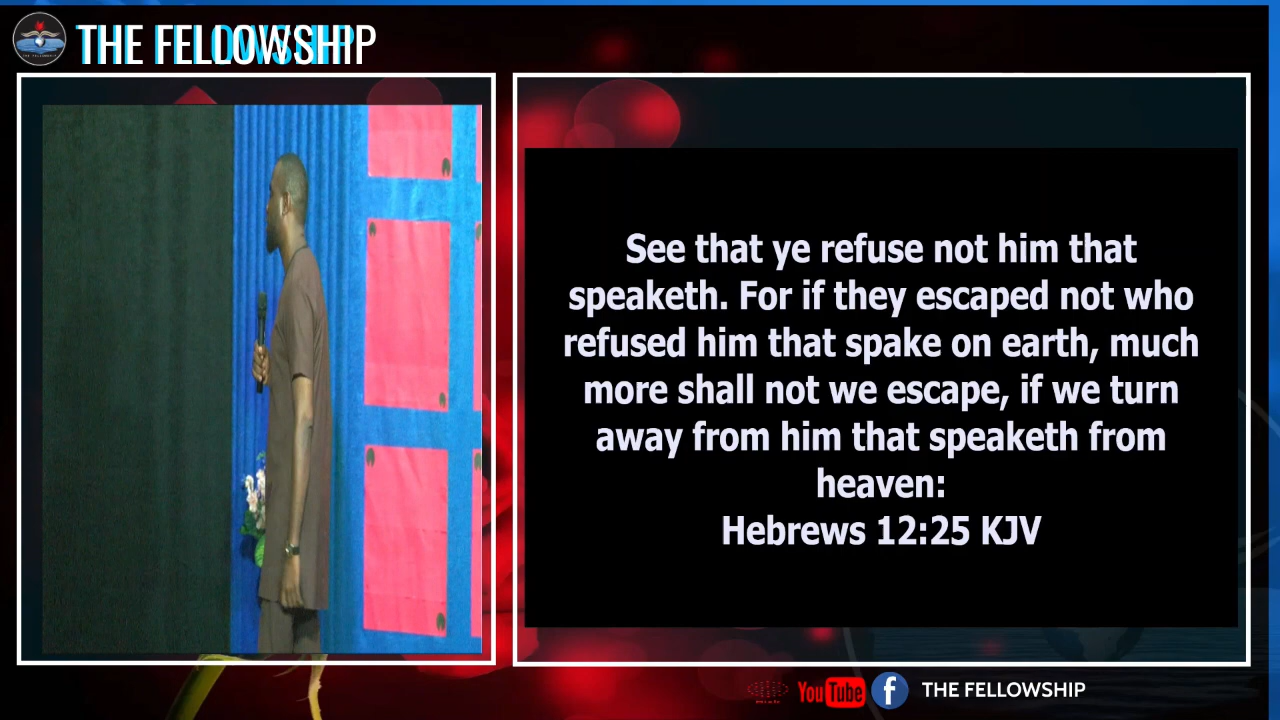 THE FELLOWSHIP
See that ye refuse not him that
speaketh. For if they escaped not who
refused him that spake on earth, much
more shall not we escape, if we turn
away from him that speaketh from
heaven:
Hebrews 12:25 KJV
YouTube
f
THE FELLOWSHIP